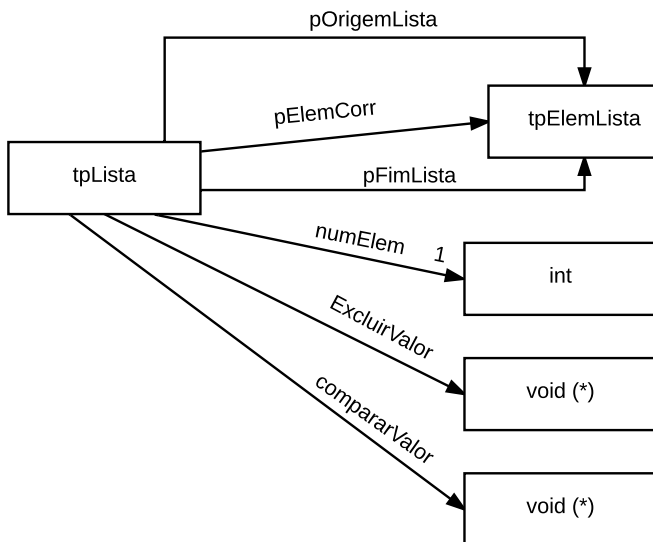 pOrigemLista
pElemCorr
tpElemLista
tpLista
pFimLista
numElem
1
int
ExcluirValor
void (*)
compararValor
void (*)